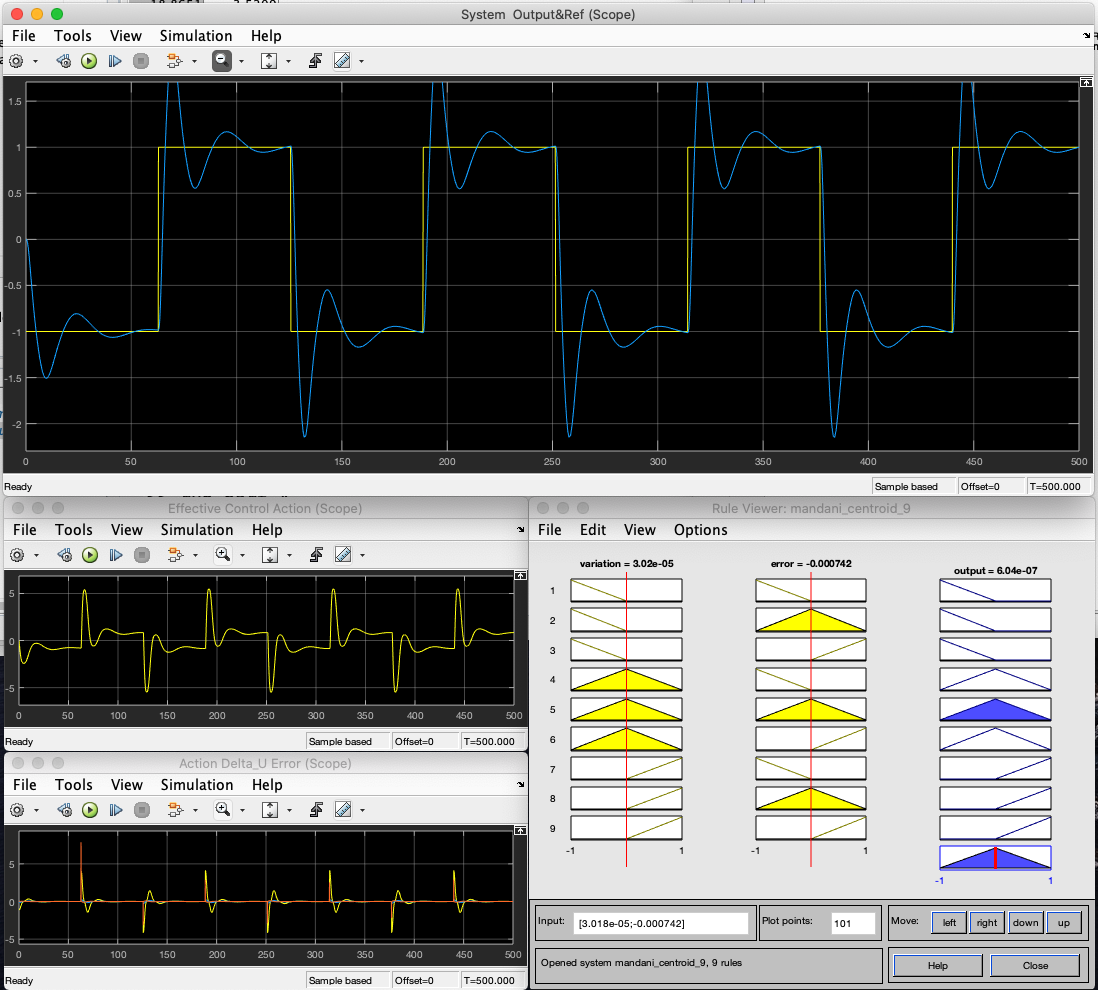 System Output&Ref (Scope)
File Tools View Simulation Help
1.5
1
0.5
0
-0.5
-1
-1.5
-2
0 50 100 150 200 250 300 350 400 450 500
Ready Sample based Offset=0 T=500.000
Effective Control Action (Scope)
File Tools View Simulation Help
5
0
-5
0 50 100 150 200 250 300 350 400 450 500
Ready Sample based Offset=0 T=500.000
Action Delta_U Error (Scope)
File Tools View Simulation Help
5
0
-5
0 50 100 150 200 250 300 350 400 450 500
Ready Sample based Offset=0 T=500.000
Rule Viewer: mandani_centroid_9
File Edit View Options
variation = 3.02e-05 error = -0.000742 output = 6.04e-07
1
2
3
4
5
6
7
8
9
-1 1 -1 1
-1 1
Input: [3.018e-05;-0.000742] Plot points: 101 Move: left right down up
Opened system mandani_centroid_9, 9 rules Help Close